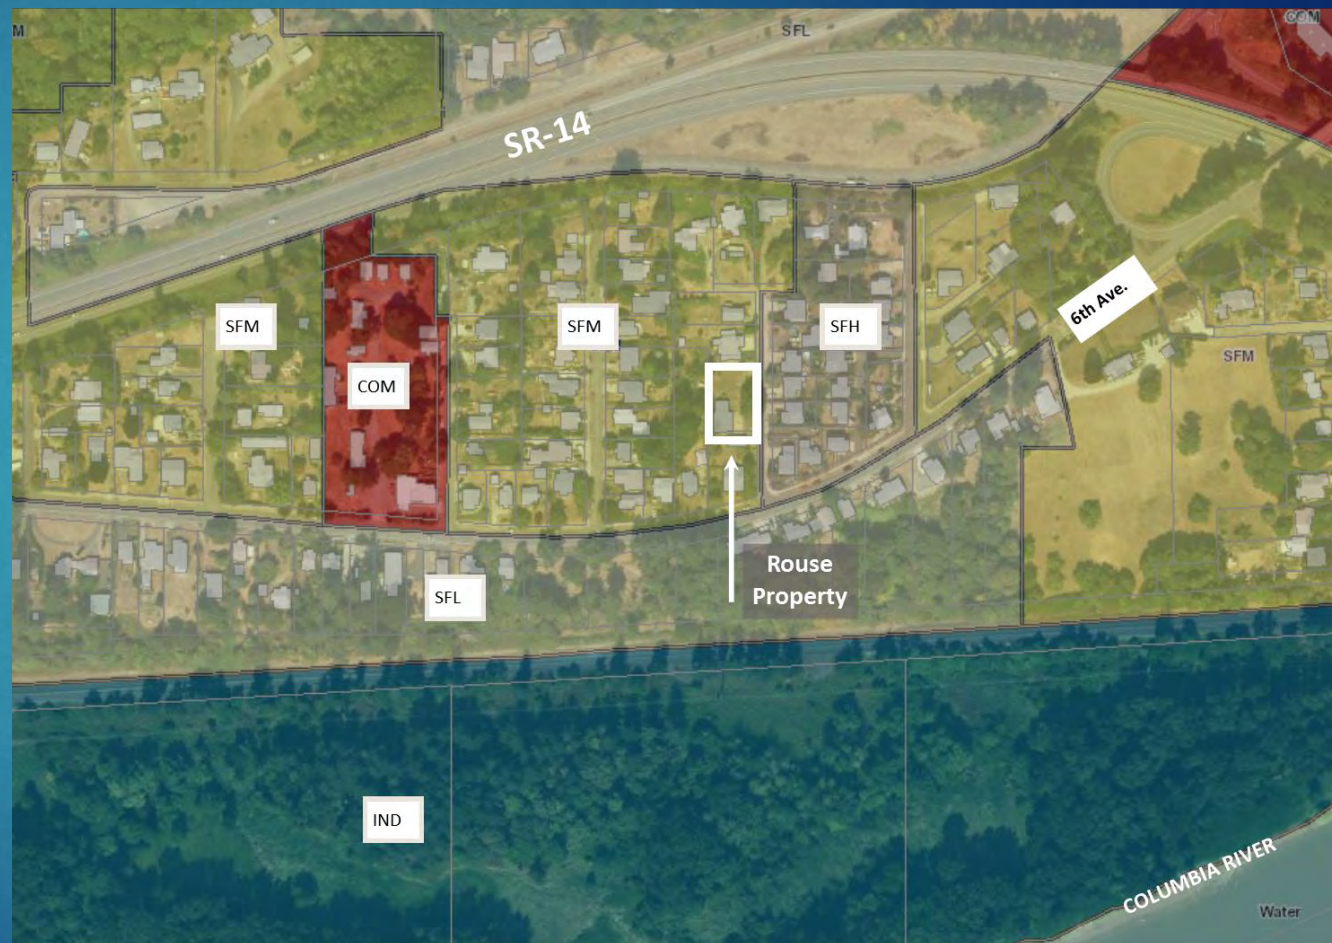 M
SFL
COM
SR-14
6th Ave.
SFM
SFM
SFH
SFM
COM
Rouse
Property
SFL
IND
COLUMBIA RIVER
Water